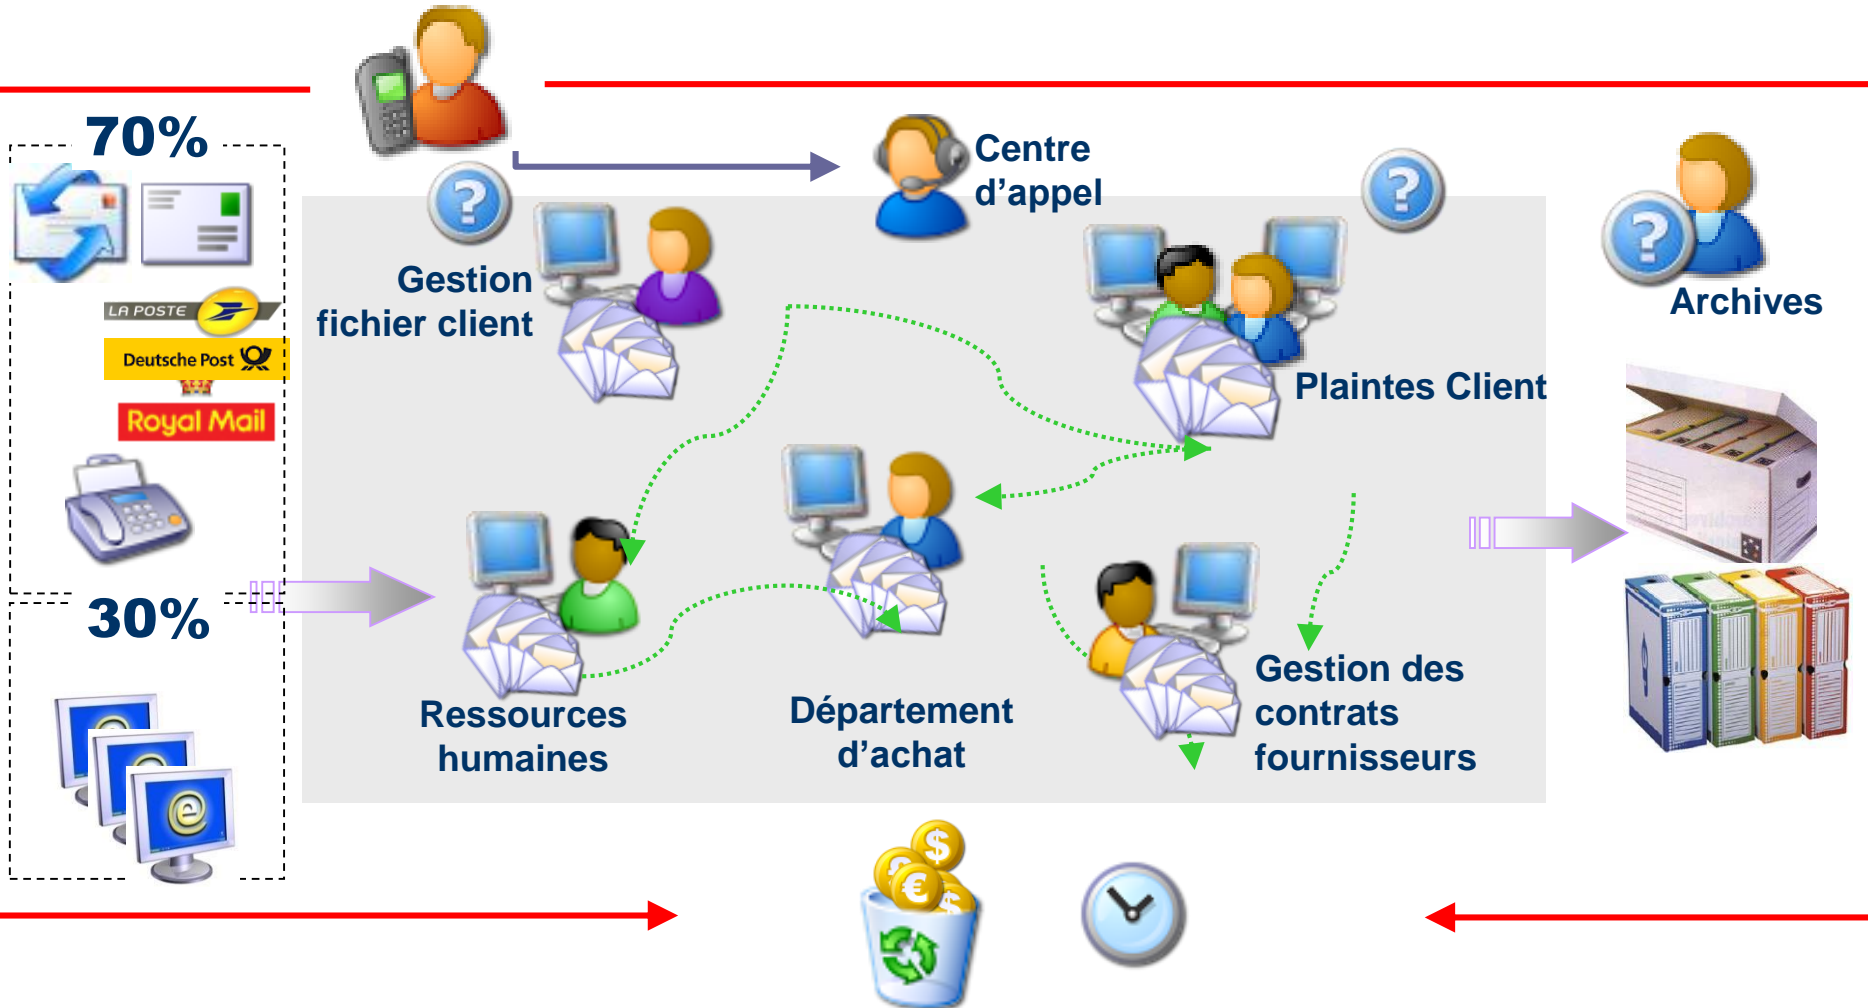 70%
Centre
d’appel
LA POSTE
Deutsche Post
Royal Mail
Gestion
fichier client
Archives
Plaintes Client
30%
Ressources
humaines
Département
d’achat
Gestion des
contrats
fournisseurs